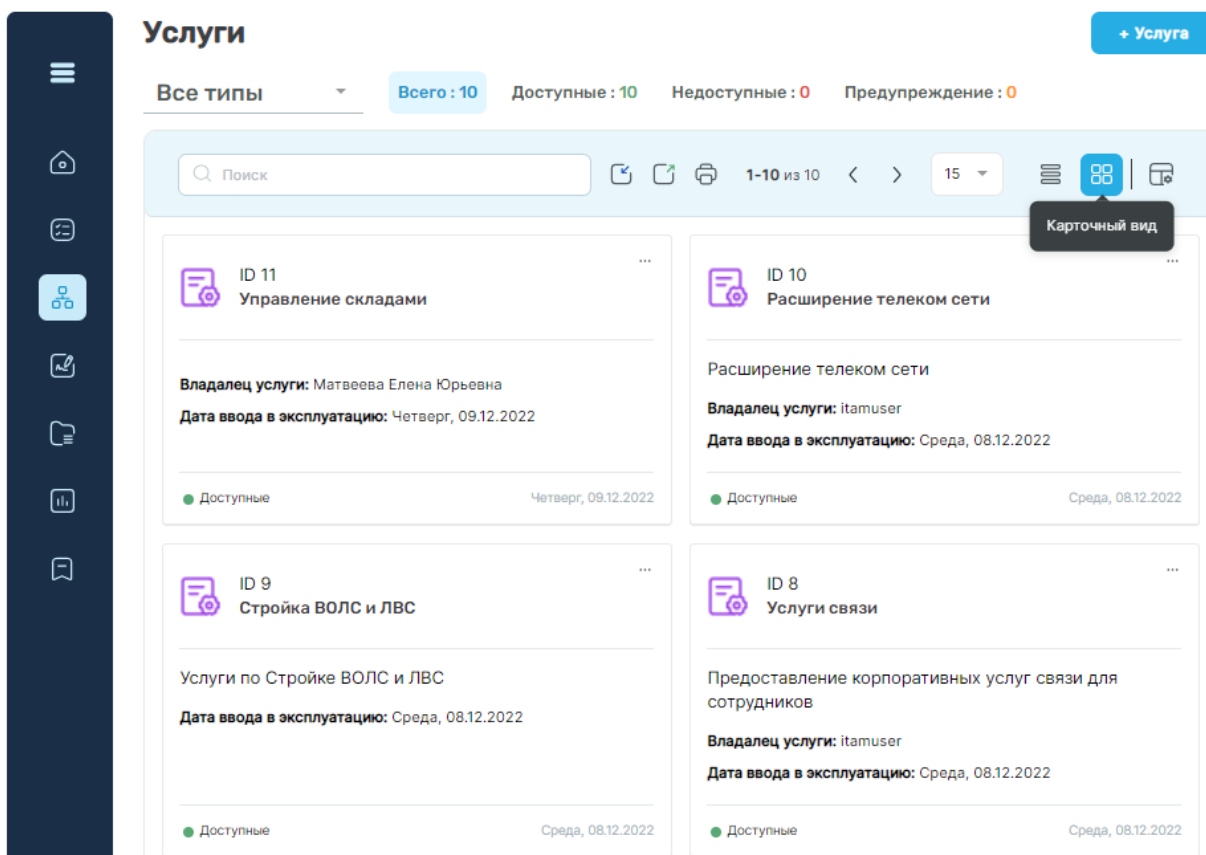 Услуги
+ Услуга
Все типы
Всего : 10
Доступные : 10
Недоступные : 0
Предупреждение : 0
Поиск
1-10 из 10
15
Карточный вид
ID 11
Управление складами
...
Владалец услуги: Матвеева Елена Юрьевна
Дата ввода в эксплуатацию: Четверг, 09.12.2022
Доступные
Четверг, 09.12.2022
ID 10
Расширение телеком сети
...
Расширение телеком сети
Владалец услуги: itamuser
Дата ввода в эксплуатацию: Среда, 08.12.2022
Доступные
Среда, 08.12.2022
ID 9
Стройка ВОЛС и ЛВС
...
Услуги по Стройке ВОЛС и ЛВС
Дата ввода в эксплуатацию: Среда, 08.12.2022
Доступные
Среда, 08.12.2022
ID 8
Услуги связи
...
Предоставление корпоративных услуг связи для
сотрудников
Владалец услуги: itamuser
Дата ввода в эксплуатацию: Среда, 08.12.2022
Доступные
Среда, 08.12.2022